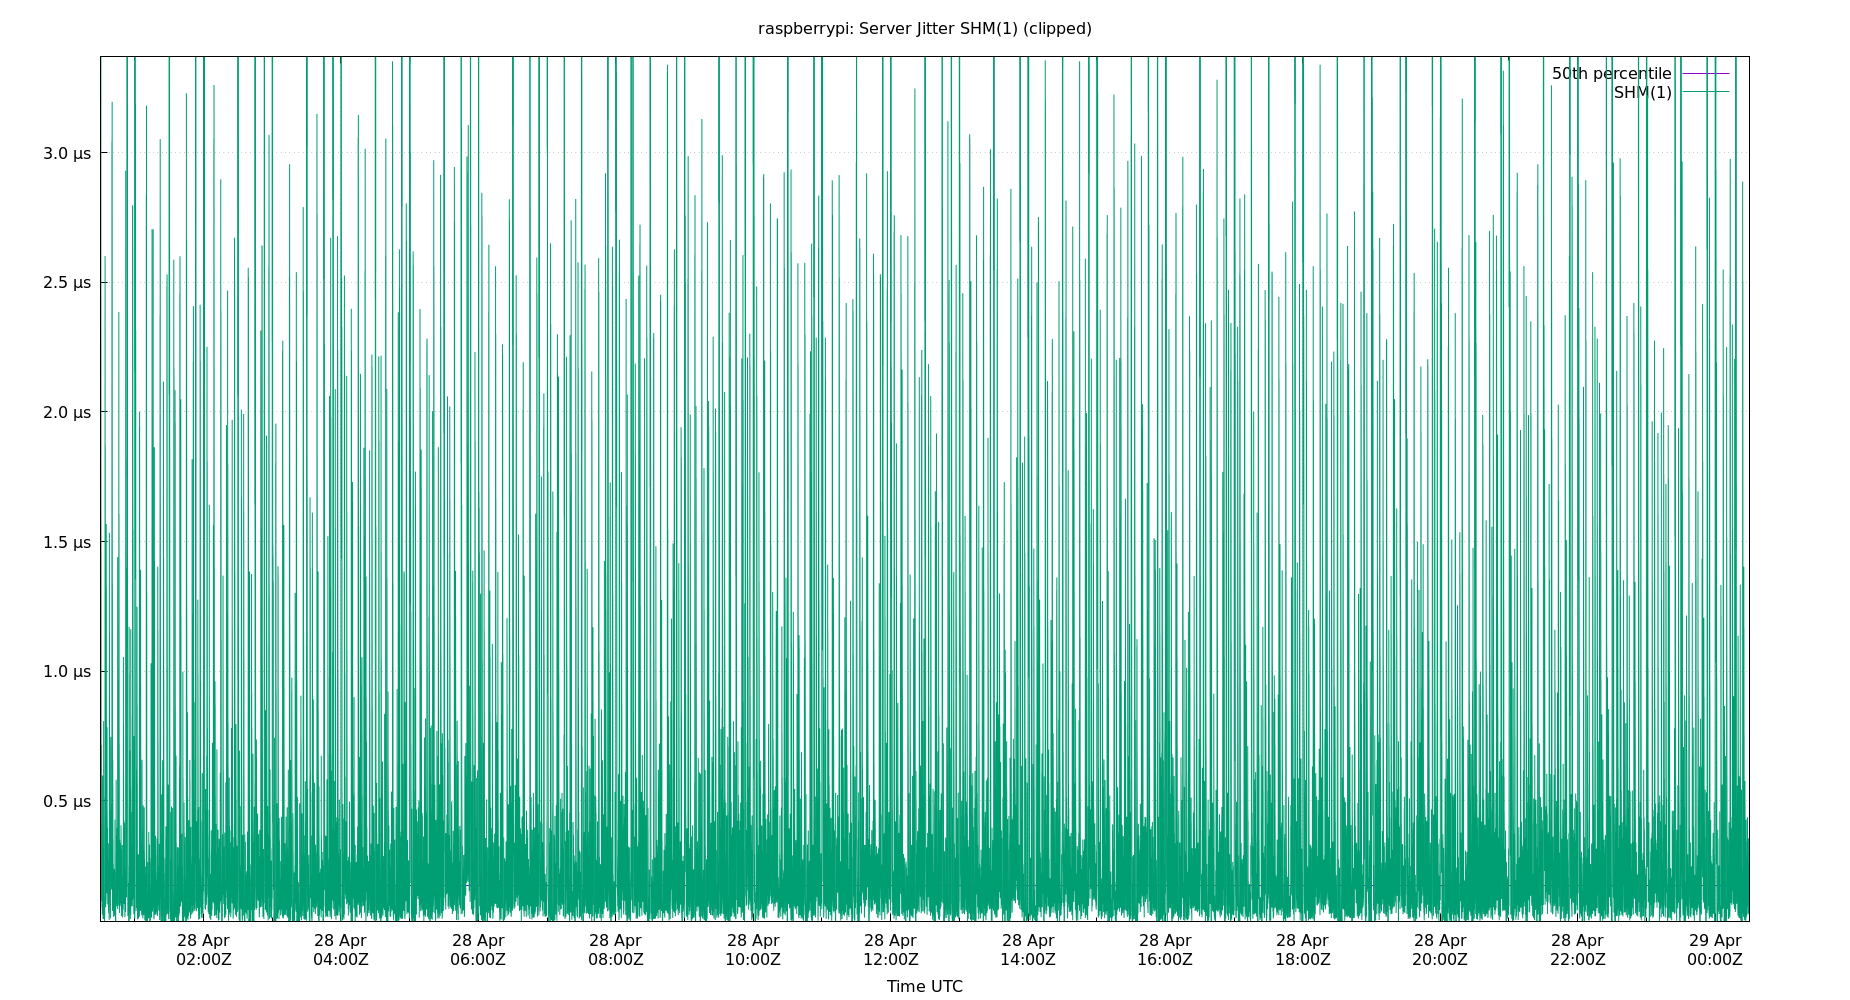 raspberrypi: Server Jitter SHM(1) (clipped)
50th percentile
SHM(1)
3.0 µs
2.5 µs
2.0 µs
1.5 µs
1.0 µs
0.5 µs
28 Apr 28 Apr 28 Apr 28 Apr 28 Apr 28 Apr 28 Apr 28 Apr 28 Apr 28 Apr 28 Apr 29 Apr
02:00Z 04:00Z 06:00Z 08:00Z 10:00Z 12:00Z 14:00Z 16:00Z 18:00Z 20:00Z 22:00Z 00:00Z
Time UTC